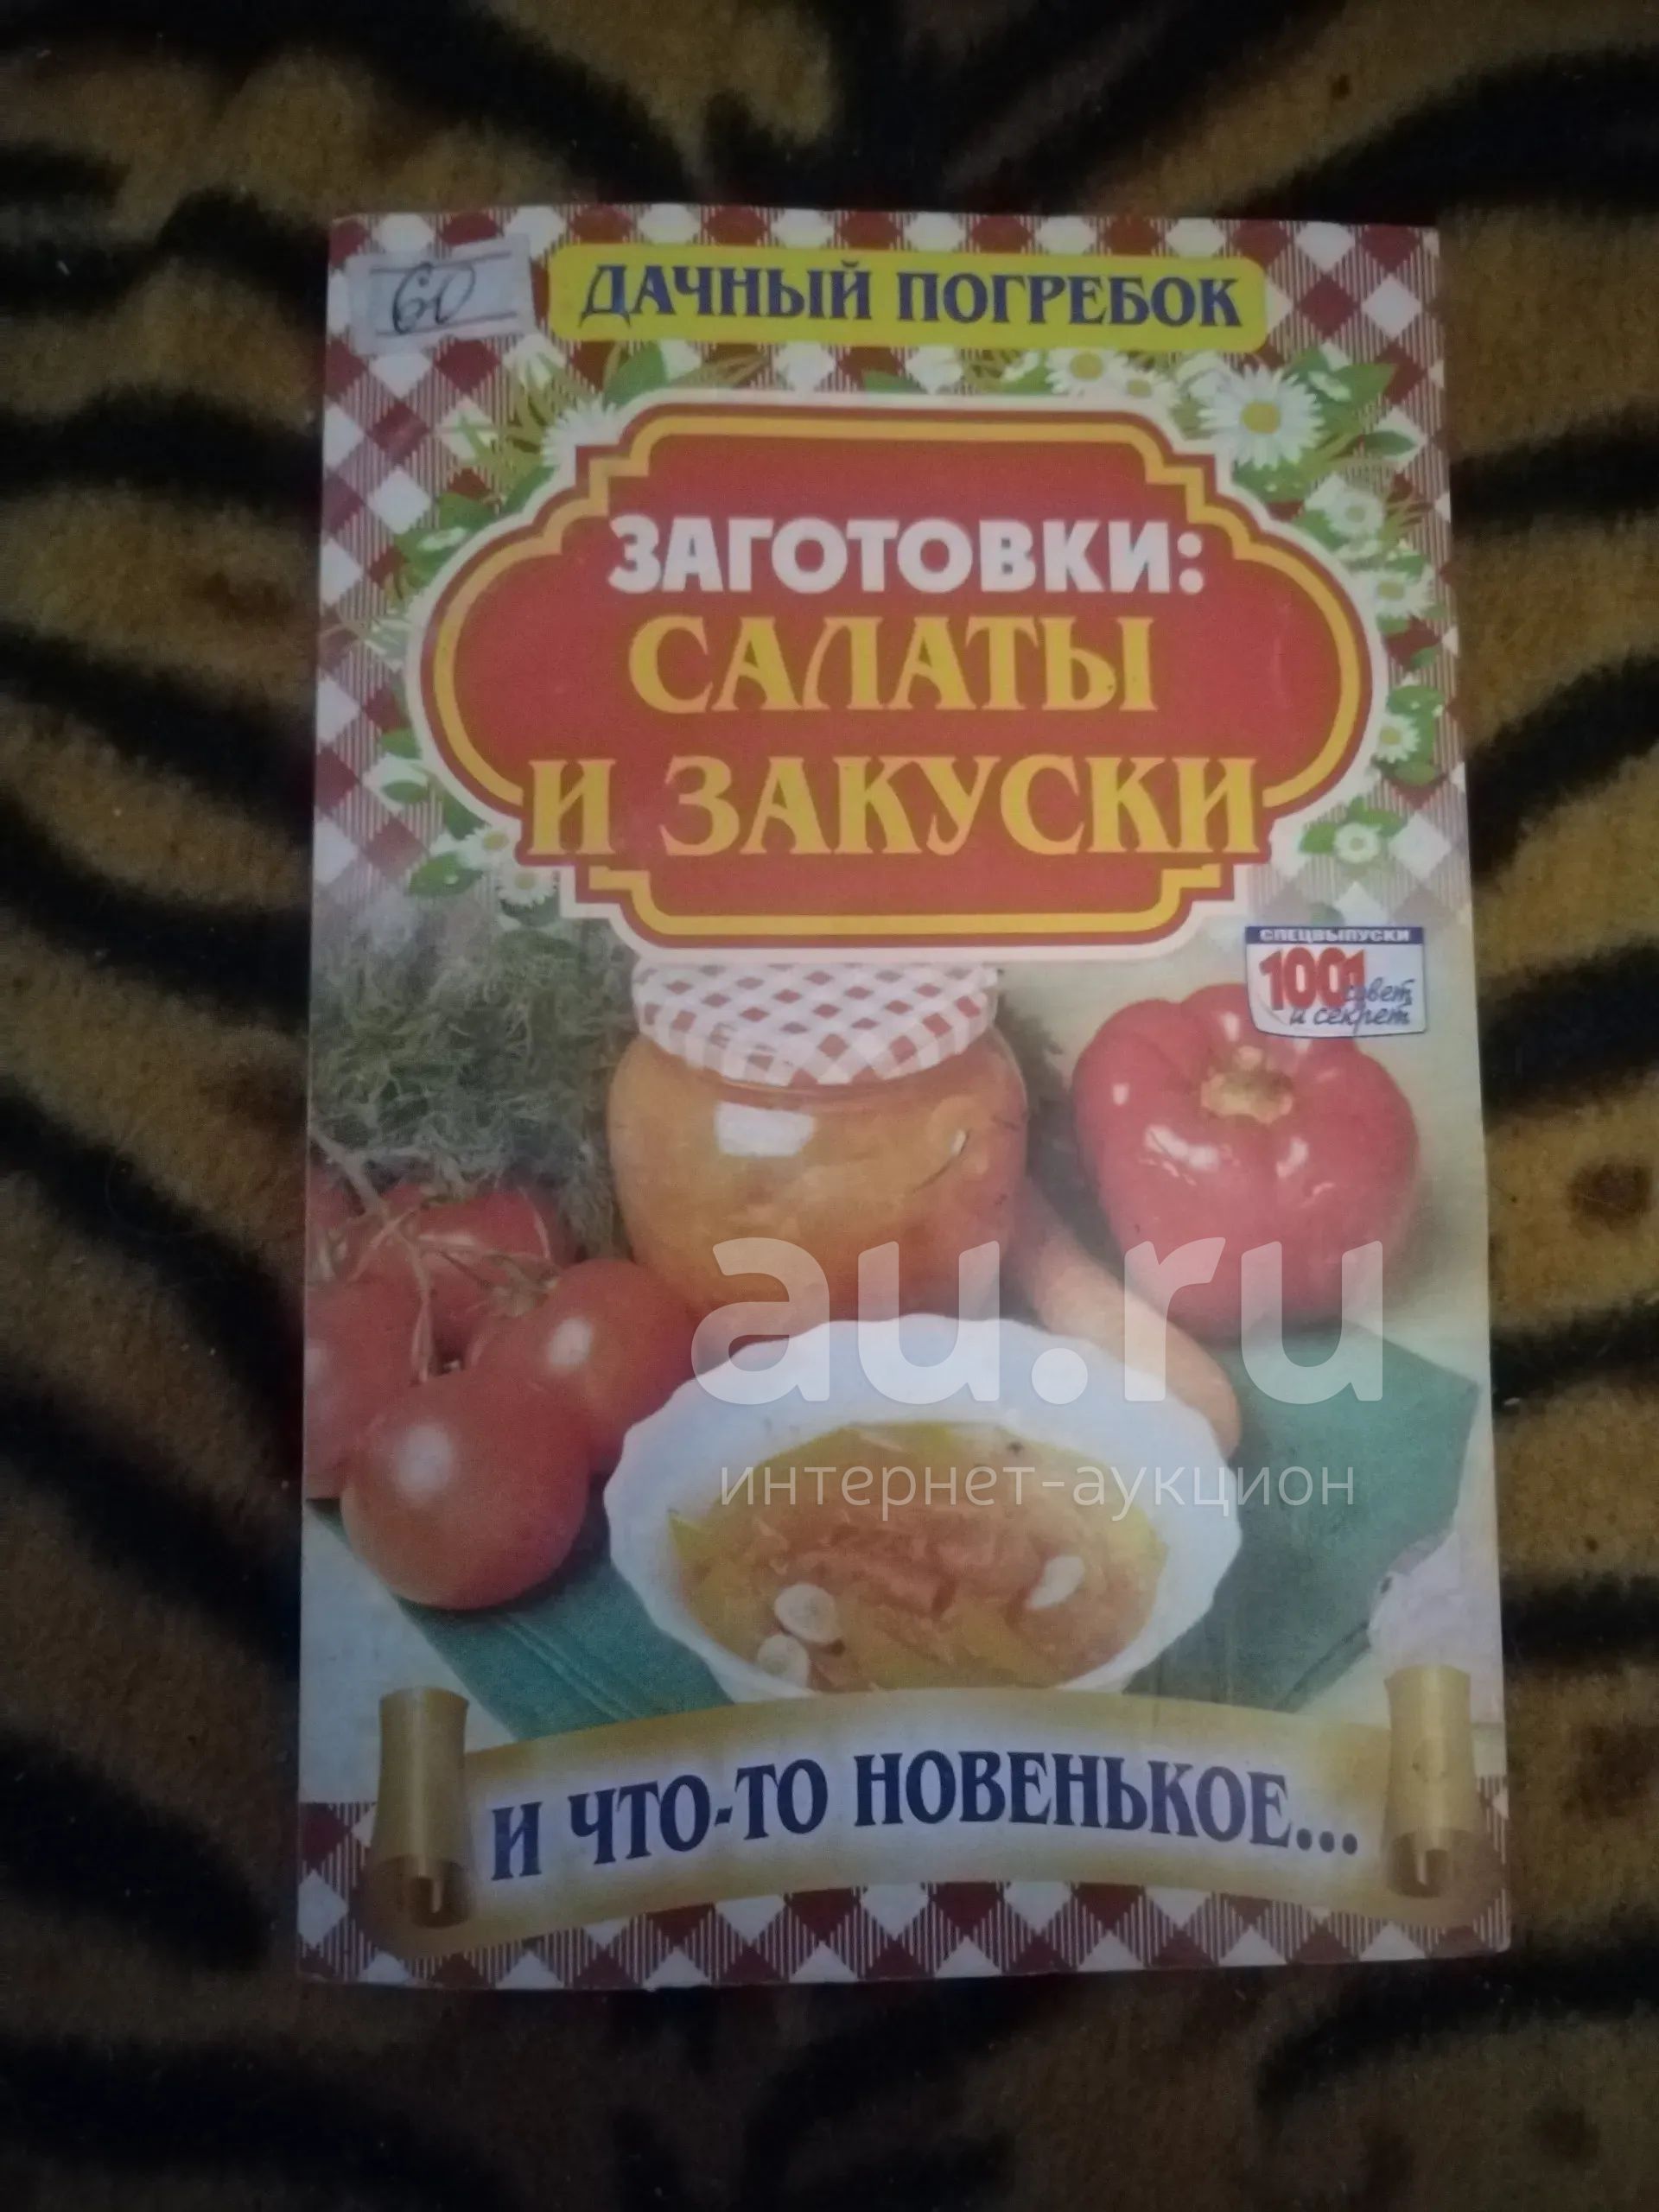 60
ДАЧНЫЙ ПОГРЕБОК
ЗАГОТОВКИ:
САЛАТЫ
И ЗАКУСКИ
СПЕЦВЫПУСКИ
1001
совет
и секрет
au.ru
интернет-аукцион
И ЧТО-ТО НОВЕНЬКОЕ...